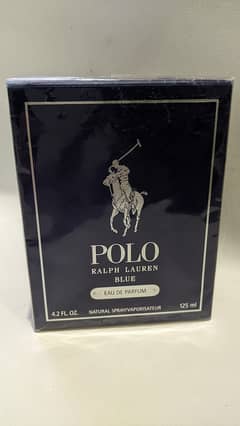 POLO
RALPH LAUREN
BLUE
EAU DE PARFUM
4.2 FL. OZ. NATURAL SPRAY/VAPORISATEUR 125 ml